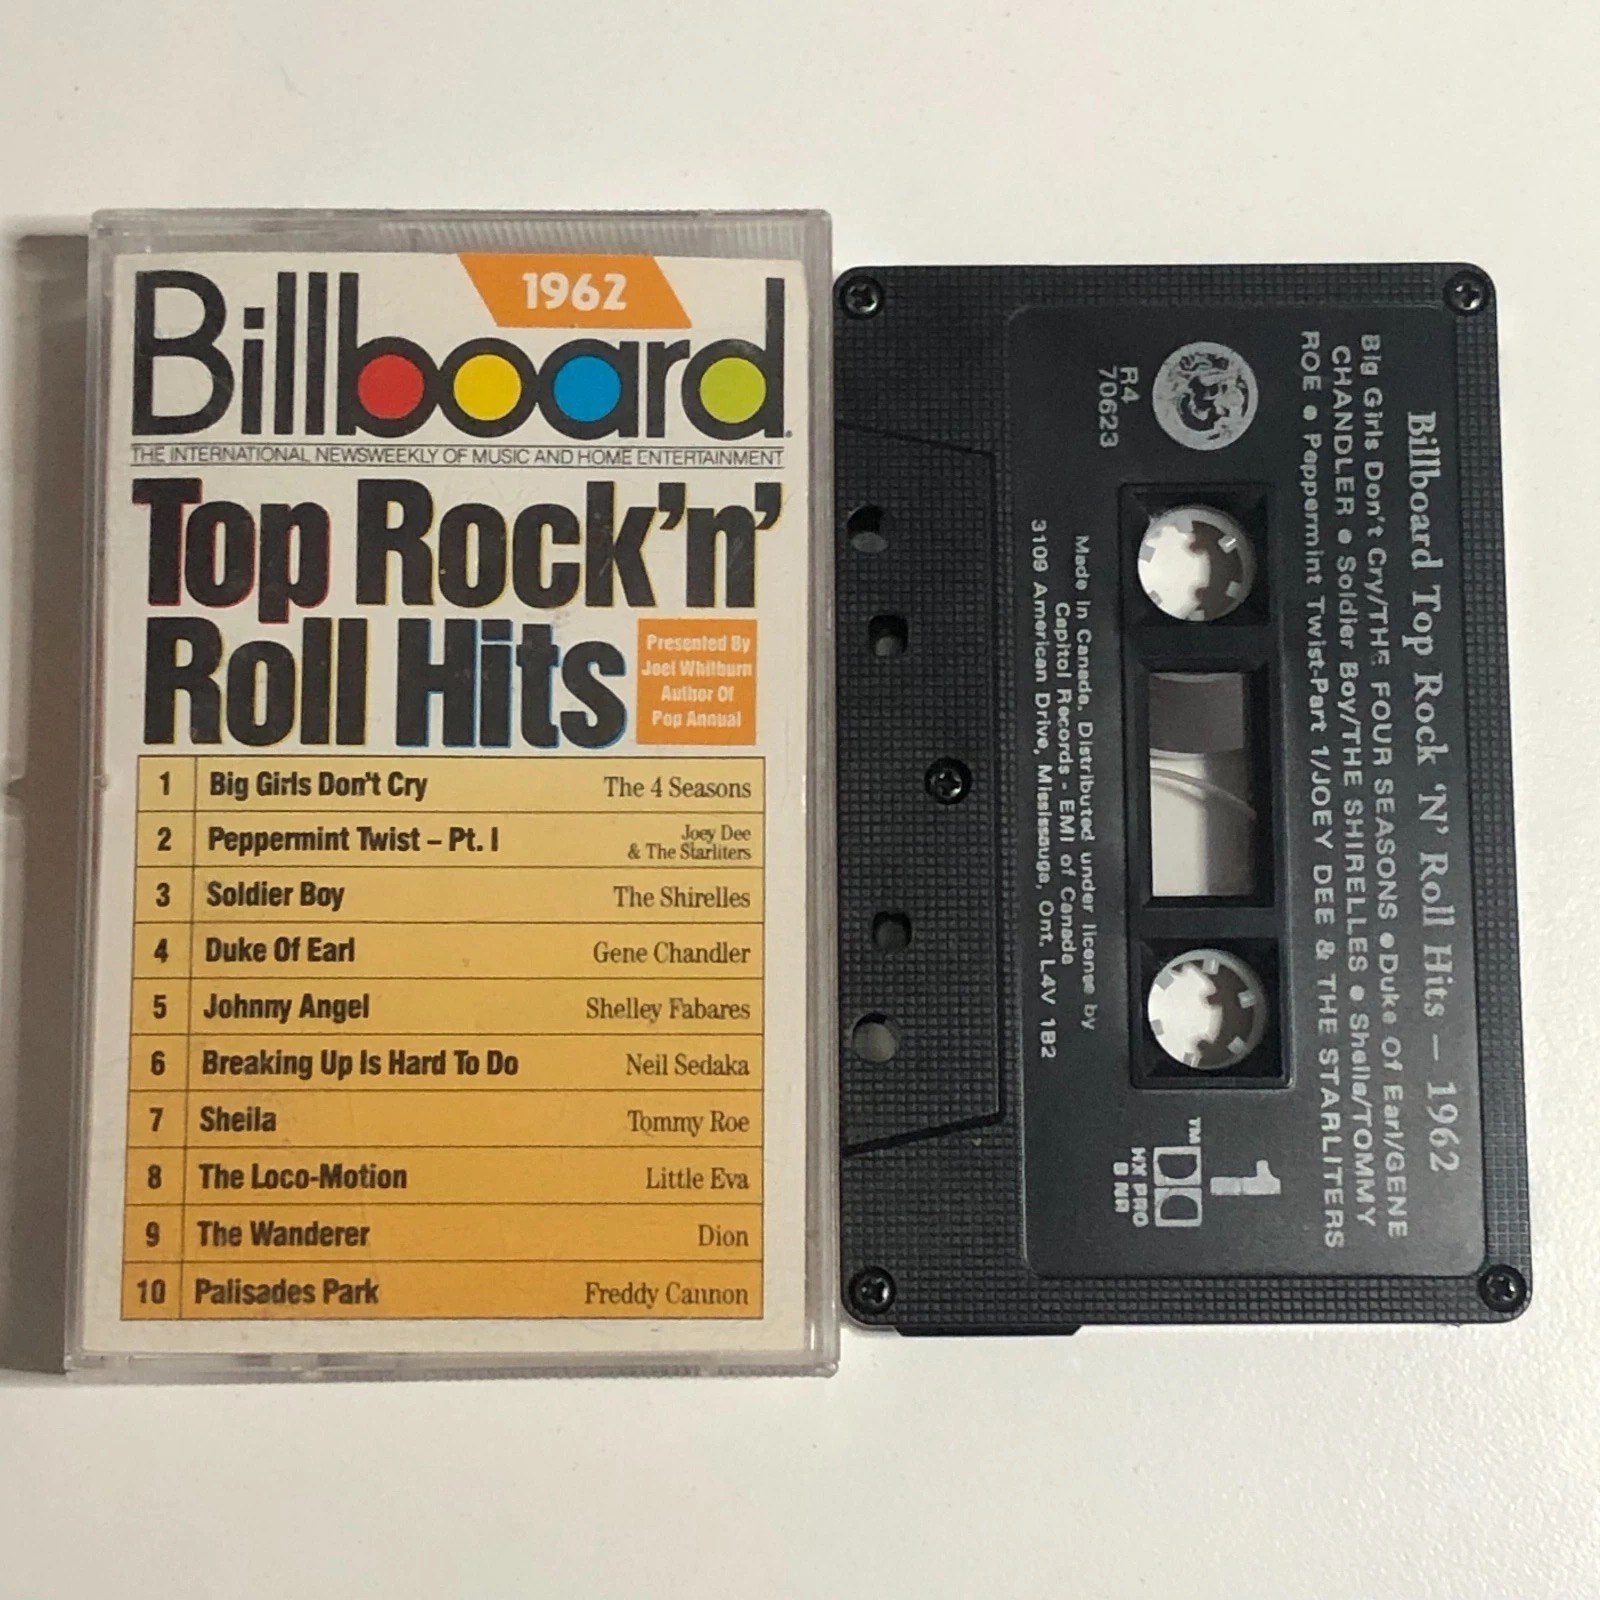 1962
Billboard
THE INTERNATIONAL NEWSWEEKLY OF MUSIC AND HOME ENTERTAINMENT
Top Rock'n'
Roll Hits
Presented By
Joel Whitburn
Author Of
Pop Annual
1 Big Girls Don't Cry The 4 Seasons
2 Peppermint Twist – Pt. I Joey Dee
& The Starliters
3 Soldier Boy The Shirelles
4 Duke Of Earl Gene Chandler
5 Johnny Angel Shelley Fabares
6 Breaking Up Is Hard To Do Neil Sedaka
7 Sheila Tommy Roe
8 The Loco-Motion Little Eva
9 The Wanderer Dion
10 Palisades Park Freddy Cannon
Billboard Top Rock 'N' Roll Hits — 1962
Big Girls Don't Cry/THE FOUR SEASONS ● Duke Of Earl/GENE
CHANDLER ● Soldier Boy/THE SHIRELLES ● Sheila/TOMMY
ROE ● Peppermint Twist-Part 1/JOEY DEE & THE STARLITERS
R4
70623
1
TM
HX PRO
B NR
Made in Canada. Distributed under license by
Capitol Records - EMI of Canada
3109 American Drive, Mississauga, Ont. L4V 1B2